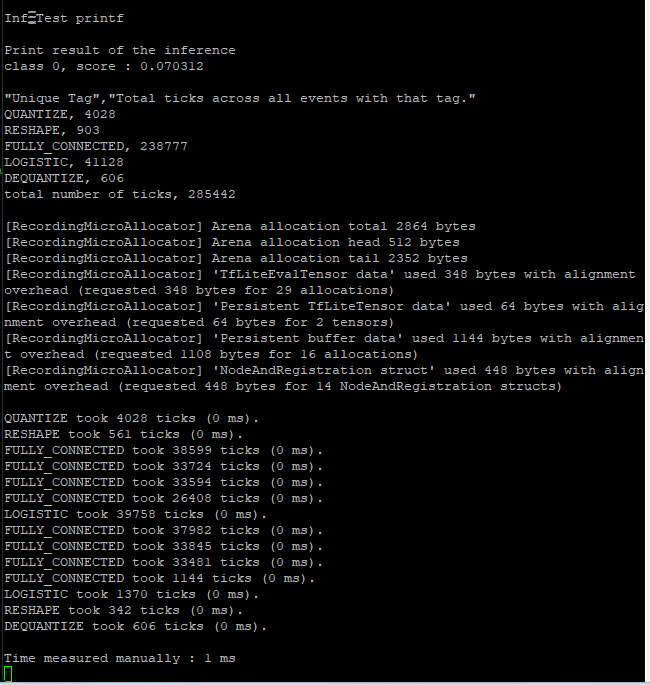 Test printf
Print result of the inference
class 0, score : 0.070312
"Unique Tag","Total ticks across all events with that tag."
QUANTIZE, 4028
RESHAPE, 903
FULLY_CONNECTED, 238777
LOGISTIC, 41128
DEQUANTIZE, 606
total number of ticks, 285442
[RecordingMicroAllocator] Arena allocation total 2864 bytes
[RecordingMicroAllocator] Arena allocation head 512 bytes
[RecordingMicroAllocator] Arena allocation tail 2352 bytes
[RecordingMicroAllocator] 'TfLiteEvalTensor data' used 348 bytes with alignment
overhead (requested 348 bytes for 29 allocations)
[RecordingMicroAllocator] 'Persistent TfLiteTensor data' used 64 bytes with alig
nment overhead (requested 64 bytes for 2 tensors)
[RecordingMicroAllocator] 'Persistent buffer data' used 1144 bytes with alignmen
t overhead (requested 1108 bytes for 16 allocations)
[RecordingMicroAllocator] 'NodeAndRegistration struct' used 448 bytes with align
ment overhead (requested 448 bytes for 14 NodeAndRegistration structs)
QUANTIZE took 4028 ticks (0 ms).
RESHAPE took 561 ticks (0 ms).
FULLY_CONNECTED took 38599 ticks (0 ms).
FULLY_CONNECTED took 33724 ticks (0 ms).
FULLY_CONNECTED took 33594 ticks (0 ms).
FULLY_CONNECTED took 26408 ticks (0 ms).
LOGISTIC took 39758 ticks (0 ms).
FULLY_CONNECTED took 37982 ticks (0 ms).
FULLY_CONNECTED took 33845 ticks (0 ms).
FULLY_CONNECTED took 33481 ticks (0 ms).
FULLY_CONNECTED took 1144 ticks (0 ms).
LOGISTIC took 1370 ticks (0 ms).
RESHAPE took 342 ticks (0 ms).
DEQUANTIZE took 606 ticks (0 ms).
Time measured manually : 1 ms